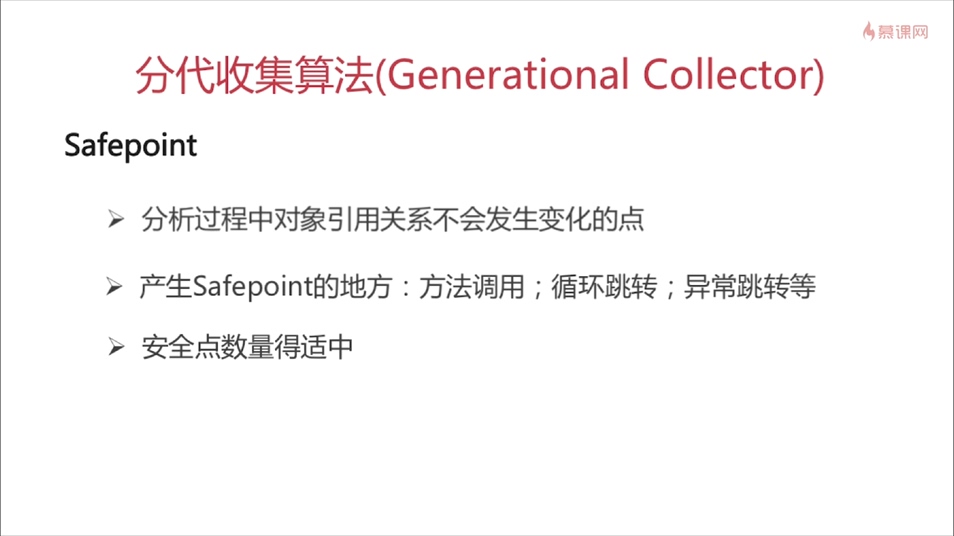 慕课网
分代收集算法(Generational Collector)
Safepoint
分析过程中对象引用关系不会发生变化的点
产生Safepoint的地方：方法调用；循环跳转；异常跳转等
安全点数量得适中